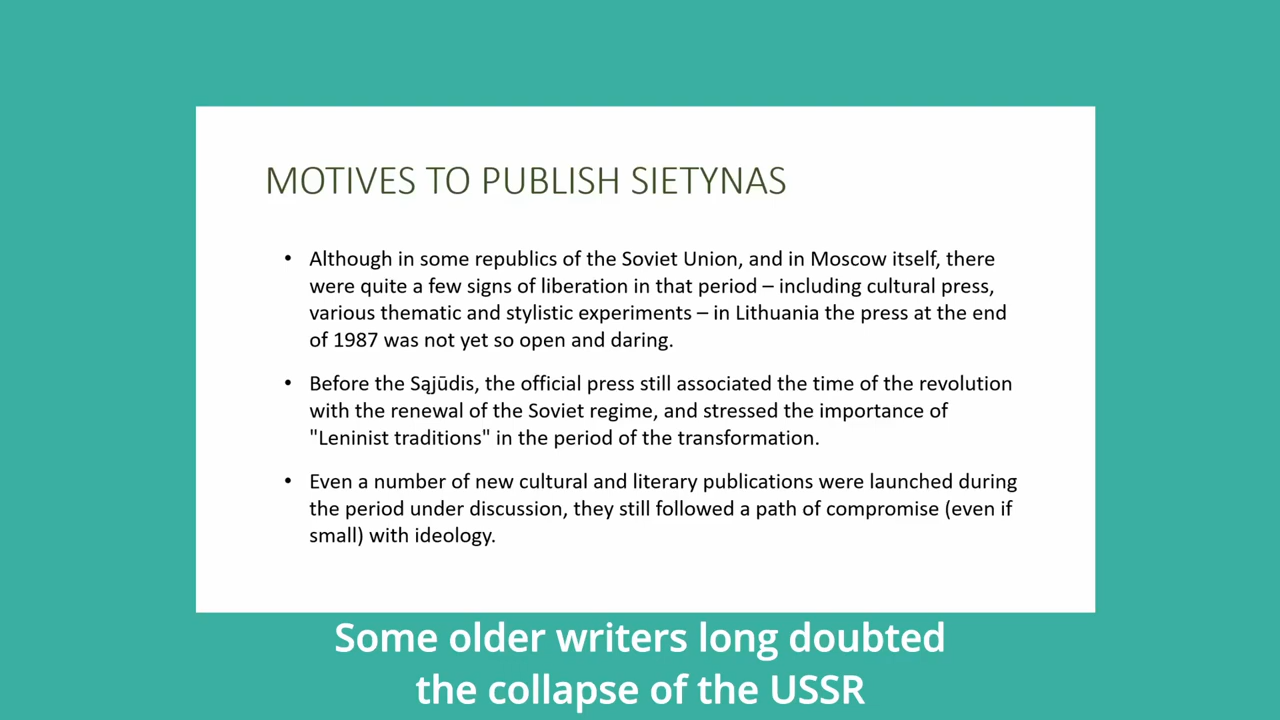 MOTIVES TO PUBLISH SIETYNAS
• Although in some republics of the Soviet Union, and in Moscow itself, there
were quite a few signs of liberation in that period – including cultural press,
various thematic and stylistic experiments – in Lithuania the press at the end
of 1987 was not yet so open and daring.
• Before the Sąjūdis, the official press still associated the time of the revolution
with the renewal of the Soviet regime, and stressed the importance of
"Leninist traditions" in the period of the transformation.
• Even a number of new cultural and literary publications were launched during
the period under discussion, they still followed a path of compromise (even if
small) with ideology.
Some older writers long doubted
the collapse of the USSR